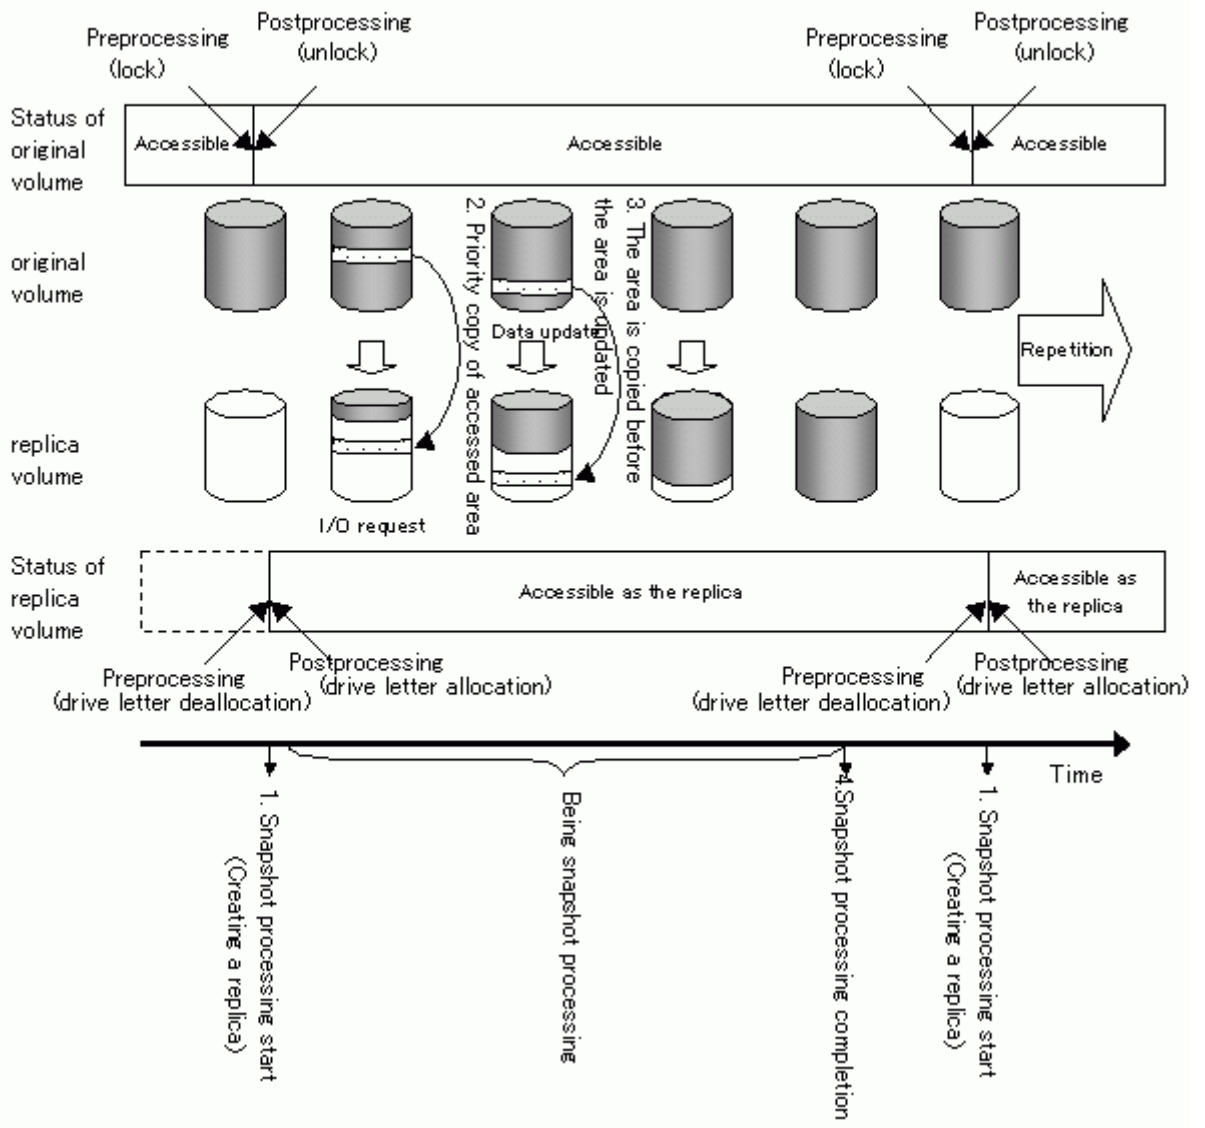 Preprocessing
(lock)
Postprocessing
(unlock)
Preprocessing
(lock)
Postprocessing
(unlock)
Status of
original
volume
Accessible
Accessible
Accessible
original
volume
2. Priority copy of accessed area
Data update
3. The area is copied before
the area is updated
Repetition
replica
volume
I/O request
Status of
replica
volume
Accessible as the replica
Accessible as
the replica
Preprocessing
(drive letter deallocation)
Postprocessing
(drive letter allocation)
Preprocessing
(drive letter deallocation)
Postprocessing
(drive letter allocation)
Time
1. Snapshot processing start
(Creating a replica)
Being snapshot processing
4.Snapshot processing completion
1. Snapshot processing start
(Creating a replica)